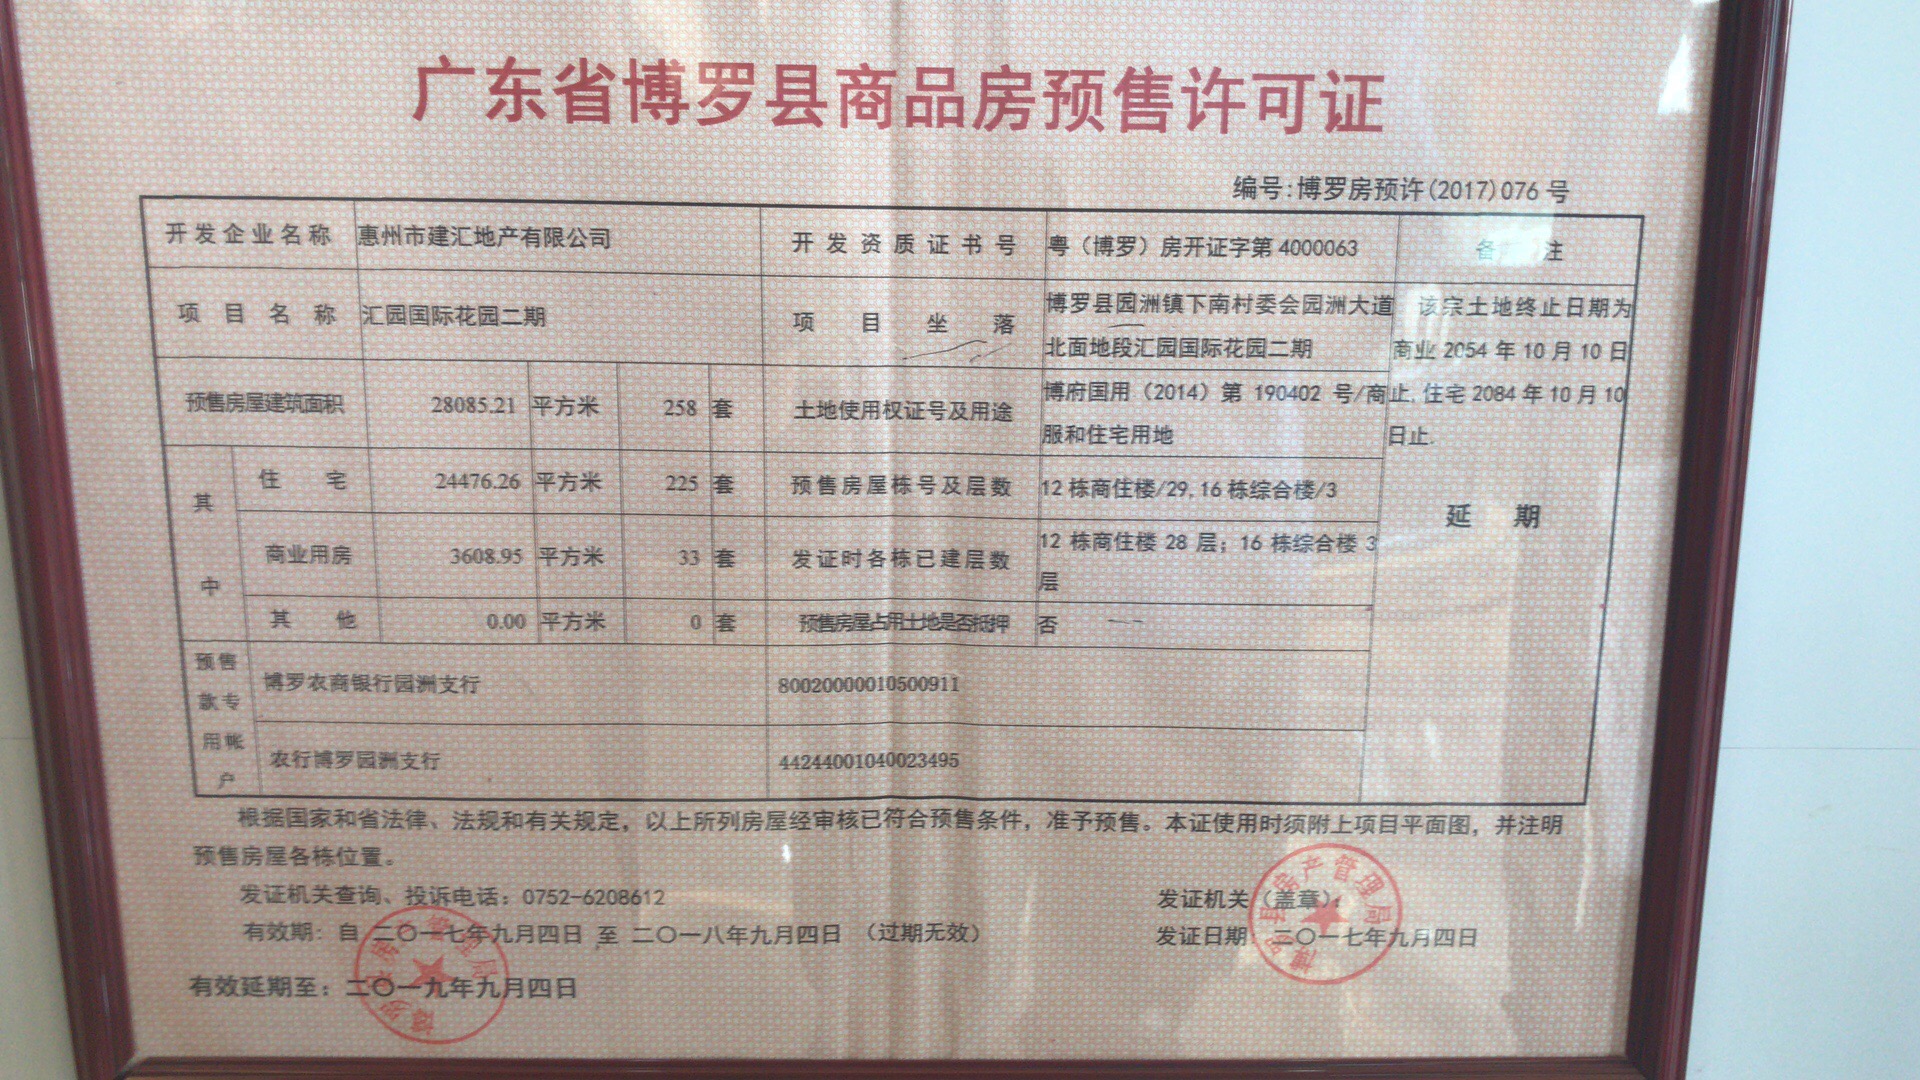 广东省博罗县商品房预售许可证
编号:博罗房预许(2017)076号
开发企业名称 惠州市建汇地产有限公司 开发资质证书号 粤（博罗）房开证字第4000063 备 注
项目名称 汇园国际花园二期 项目坐落 博罗县园洲镇下南村委会园洲大道
北面地段汇园国际花园二期
该宗土地终止日期为
商业2054年10月10日
止,住宅2084年10月10
日止.
延 期
预售房屋建筑面积 28085.21 平方米 258 套 土地使用权证号及用途 博府国用（2014）第 190402 号/商
服和住宅用地
其中
住 宅 24476.26 平方米 225 套 预售房屋栋号及层数 12栋商住楼/29,16栋综合楼/3
商业用房 3608.95 平方米 33 套 发证时各栋已建层数 12栋商住楼28层；16栋综合楼3
层
其 他 0.00 平方米 0 套 预售房屋占用土地是否抵押 否
预售款专用帐户
博罗农商银行园洲支行 80020000010500911
农行博罗园洲支行 44244001040023495
根据国家和省法律、法规和有关规定，以上所列房屋经审核已符合预售条件，准予预售。本证使用时须附上项目平面图，并注明
预售房屋各栋位置。
发证机关查询、投诉电话：0752-6208612 发证机关（盖章）：
有效期：自 二〇一七年九月四日 至 二〇一八年九月四日 （过期无效） 发证日期 二〇一七年九月四日
有效延期至：二〇一九年九月四日
博罗县房产管理局
博罗县房产管理局